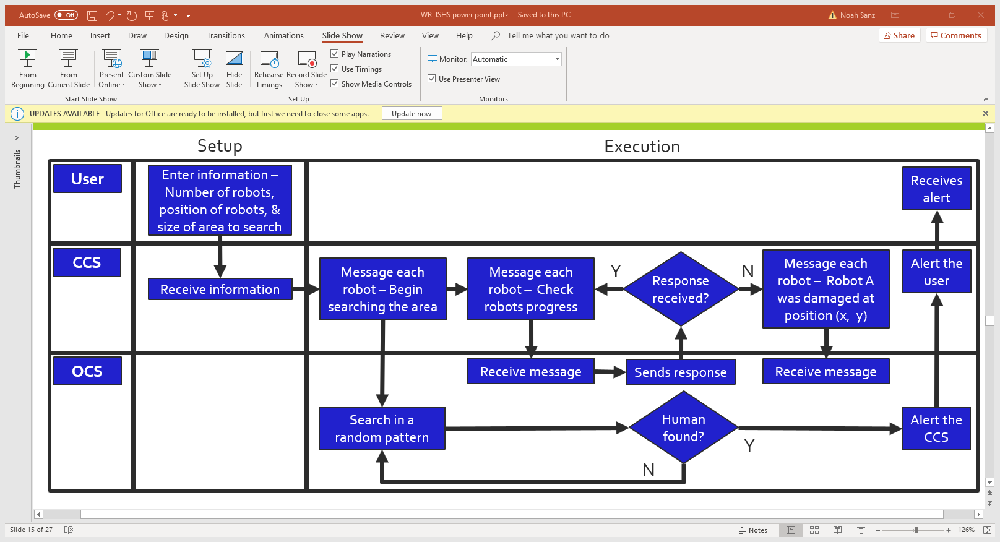 AutoSave Off
WR-JSHS power point.pptx - Saved to this PC
Noah Sanz
File Home Insert Draw Design Transitions Animations Slide Show Review View Help Tell me what you want to do
Share Comments
From
Beginning
From
Current Slide
Present
Online
Custom Slide
Show
Start Slide Show
Set Up
Slide Show
Hide
Slide
Rehearse
Timings
Record Slide
Show
Play Narrations
Use Timings
Show Media Controls
Set Up
Monitor: Automatic
Use Presenter View
Monitors
UPDATES AVAILABLE Updates for Office are ready to be installed, but first we need to close some apps. Update now
Thumbnails
Setup
Execution
User
Enter information –
Number of robots,
position of robots, &
size of area to search
Receives
alert
CCS
Receive information
Message each
robot – Begin
searching the area
Message each
robot – Check
robots progress
Y
Response
received?
N
Message each
robot – Robot A
was damaged at
position (x, y)
Alert the
user
OCS
Receive message
Sends response
Receive message
Search in a
random pattern
Human
found?
Y
N
Alert the
CCS
Slide 15 of 27
Notes
126%